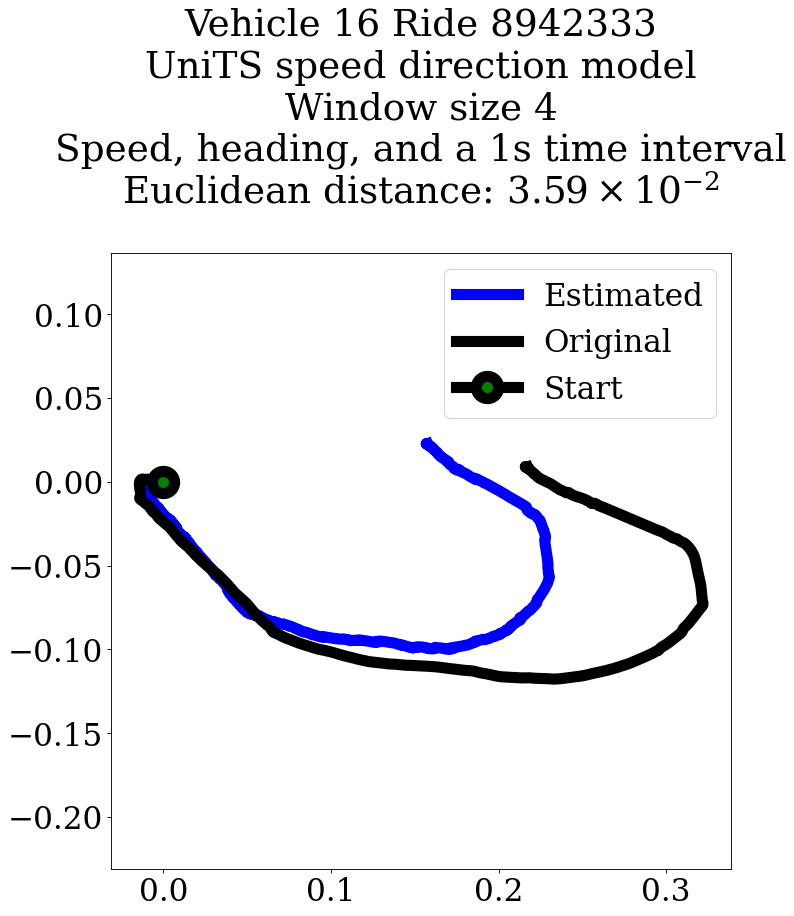 Vehicle 16 Ride 8942333
UniTS speed direction model
Window size 4
Speed, heading, and a 1s time interval
Euclidean distance: 3.59 × 10⁻²
Estimated
Original
Start
0.10
0.05
0.00
−0.05
−0.10
−0.15
−0.20
0.0 0.1 0.2 0.3